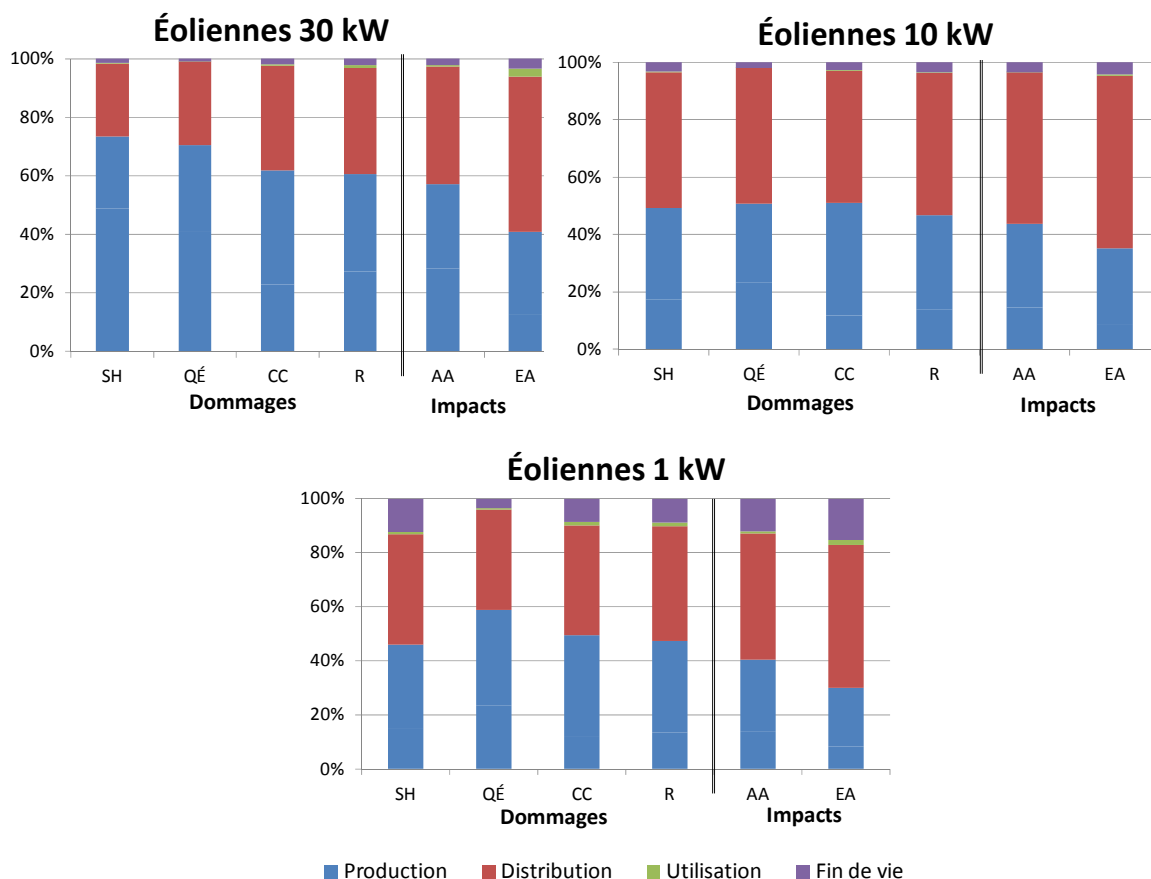 Éoliennes 30 kW
100%
80%
60%
40%
20%
0%
SH QÉ CC R AA EA
Dommages Impacts
Éoliennes 10 kW
100%
80%
60%
40%
20%
0%
SH QÉ CC R AA EA
Dommages Impacts
Éoliennes 1 kW
100%
80%
60%
40%
20%
0%
SH QÉ CC R AA EA
Dommages Impacts
Production Distribution Utilisation Fin de vie